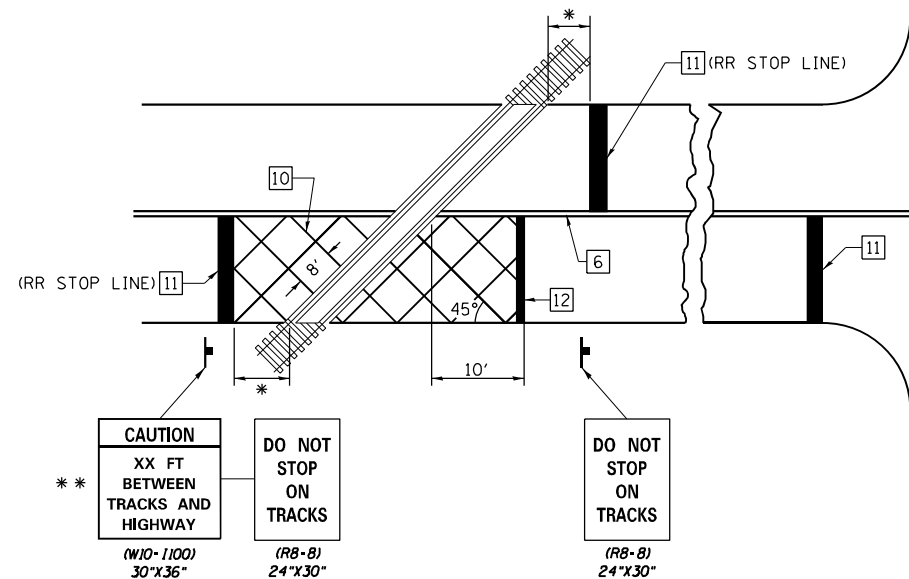 *
11 (RR STOP LINE)
10
8'
6
(RR STOP LINE) 11
11
12
45°
10'
*
* *
CAUTION
XX FT
BETWEEN
TRACKS AND
HIGHWAY
(W10-I100)
30"X36"
DO NOT
STOP
ON
TRACKS
(R8-8)
24"X30"
DO NOT
STOP
ON
TRACKS
(R8-8)
24"X30"